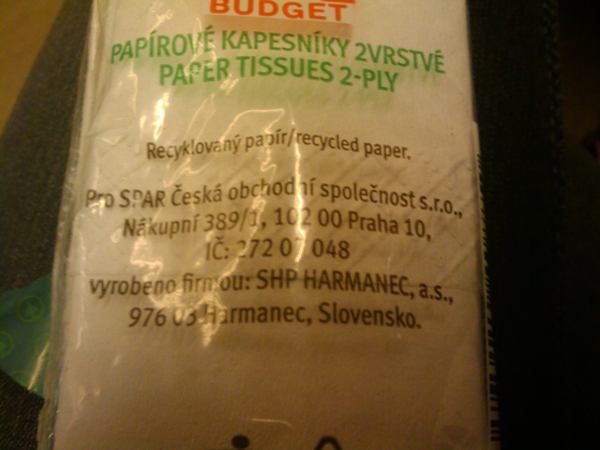 BUDGET
PAPÍROVÉ KAPESNÍKY 2VRSTVÉ
PAPER TISSUES 2-PLY
Recyklovaný papír/recycled paper.
Pro SPAR Česká obchodní společnost s.r.o.,
Nákupní 389/1, 102 00 Praha 10,
IČ: 272 07 048
vyrobeno firmou: SHP HARMANEC, a.s.,
976 03 Harmanec, Slovensko.